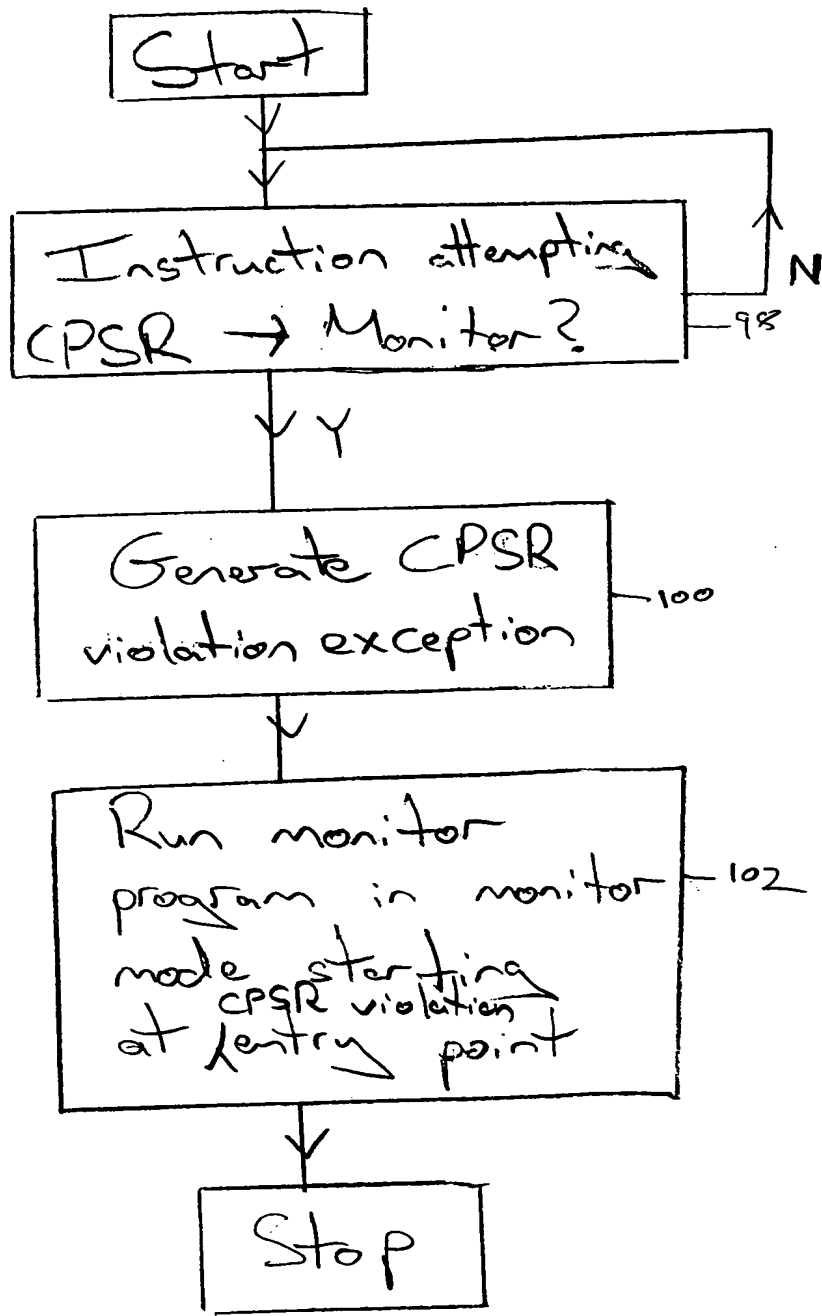 Start
Instruction attempting
CPSR → Monitor?
N
98
Y
Generate CPSR
violation exception
100
Run monitor
program in monitor
102
mode starting
CPSR violation
at entry point
Stop